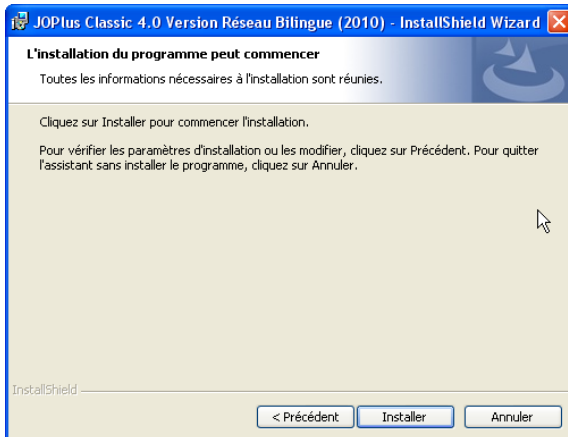 JOPlus Classic 4.0 Version Réseau Bilingue (2010) - InstallShield Wizard
L'installation du programme peut commencer
Toutes les informations nécessaires à l'installation sont réunies.
Cliquez sur Installer pour commencer l'installation.
Pour vérifier les paramètres d'installation ou les modifier, cliquez sur Précédent. Pour quitter
l'assistant sans installer le programme, cliquez sur Annuler.
InstallShield
< Précédent Installer Annuler